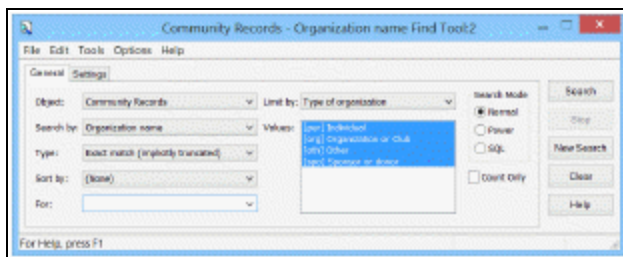 Community Records - Organization name Find Tool:2
File Edit Tools Options Help
General Settings
Object: Community Records
Limit by: Type of organization
Search by: Organization name
Values: [per] Individual
[org] Organization or Club
[oth] Other
[spo] Sponsor or donor
Type: Exact match (implicitly truncated)
Sort by: (None)
For:
Search Mode
Normal
Power
SQL
Count Only
Search
Stop
New Search
Clear
Help
For Help, press F1